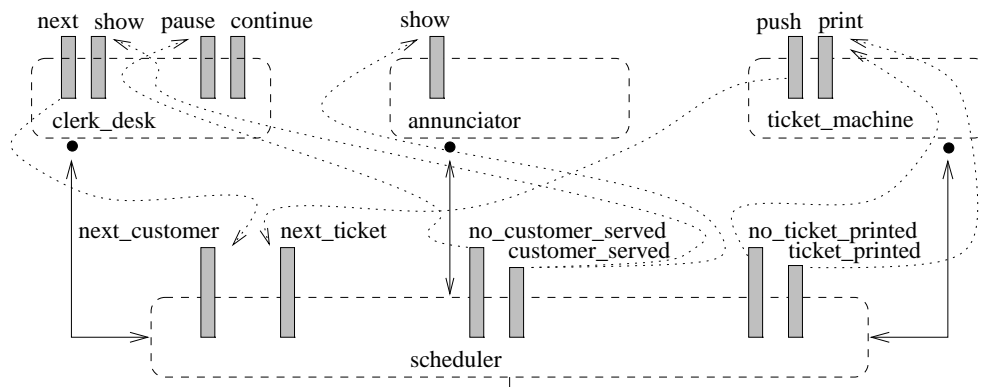 next show pause continue show push print
clerk_desk annunciator ticket_machine
next_customer next_ticket no_customer_served no_ticket_printed
customer_served ticket_printed
scheduler